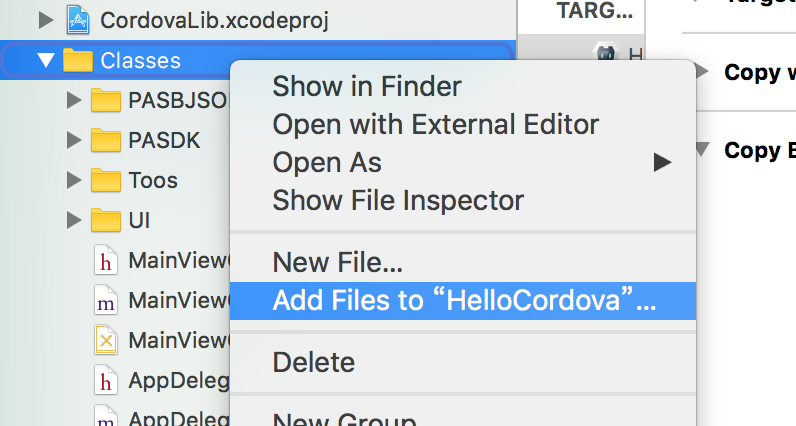 CordovaLib.xcodeproj
Classes
PASBJSO
PASDK
Toos
UI
h MainView
m MainView
MainView
h AppDeleg
m AppDeleg
Show in Finder
Open with External Editor
Open As
Show File Inspector
New File...
Add Files to “HelloCordova”...
Delete
New Group
TARG...
H
Copy
Copy